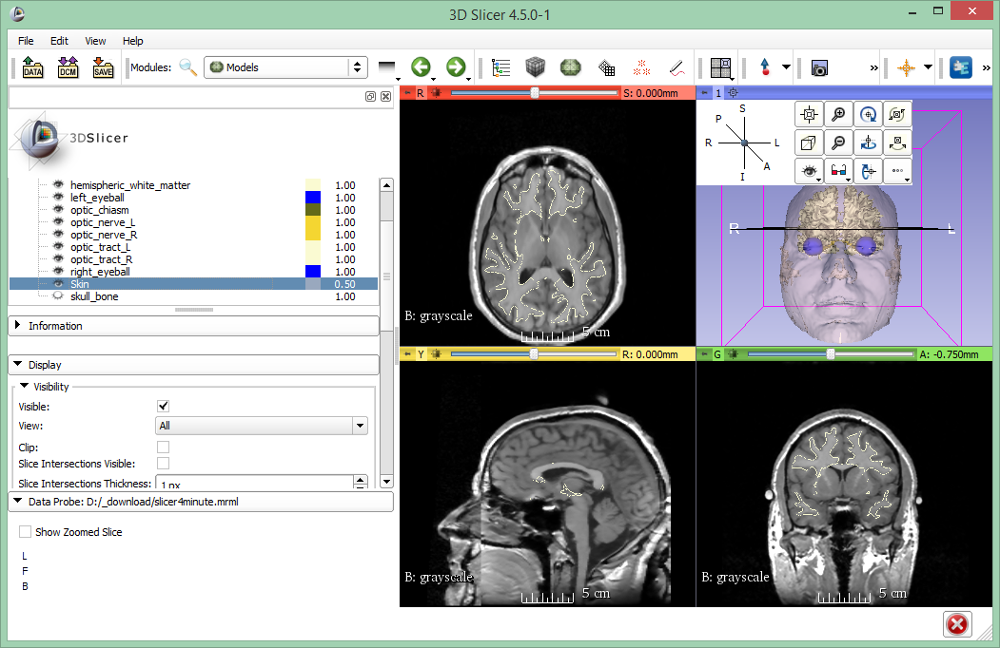 3D Slicer 4.5.0-1
File Edit View Help
DATA DCM SAVE Modules: Models
R S: 0.000mm
1
3DSlicer
hemispheric_white_matter 1.00
left_eyeball 1.00
optic_chiasm 1.00
optic_nerve_L 1.00
optic_nerve_R 1.00
optic_tract_L 1.00
optic_tract_R 1.00
right_eyeball 1.00
Skin 0.50
skull_bone 1.00
Information
Display
Visibility
Visible:
View: All
Clip:
Slice Intersections Visible:
Slice Intersections Thickness: 1 px
Data Probe: D:/_download/slicer4minute.mrml
Show Zoomed Slice
L
F
B
B: grayscale
5 cm
S
P
R L
A
I
R L
Y R: 0.000mm
B: grayscale
5 cm
G A: -0.750mm
B: grayscale
5 cm